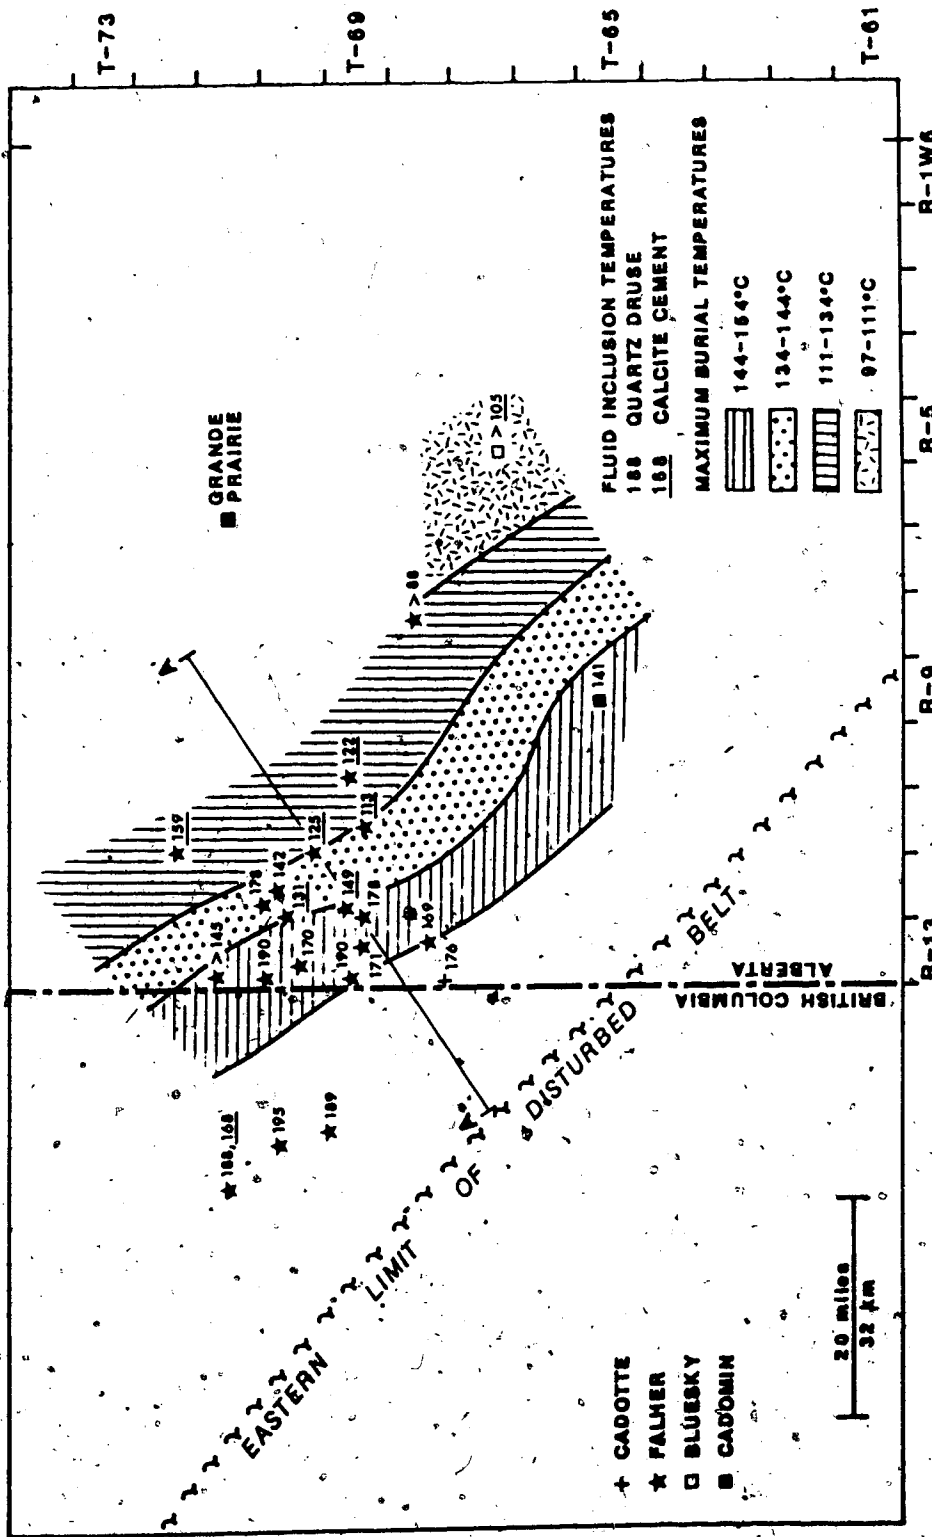 T-73
T-69
T-65
T-61
GRANDE
PRAIRIE
159
> 145
178
142
190
131
125
122
170
149
113
190
178
171
169
176
> 88
> 105
141
188, 168
195
189
A
A'
EASTERN LIMIT OF DISTURBED BELT
BRITISH COLUMBIA
ALBERTA
FLUID INCLUSION TEMPERATURES
188 QUARTZ DRUSE
168 CALCITE CEMENT
MAXIMUM BURIAL TEMPERATURES
144-154°C
134-144°C
111-134°C
97-111°C
+ CADOTTE
★ FALHER
□ BLUESKY
■ CADOMIN
20 miles
32 km
R-13
R-9
R-5
R-1W6